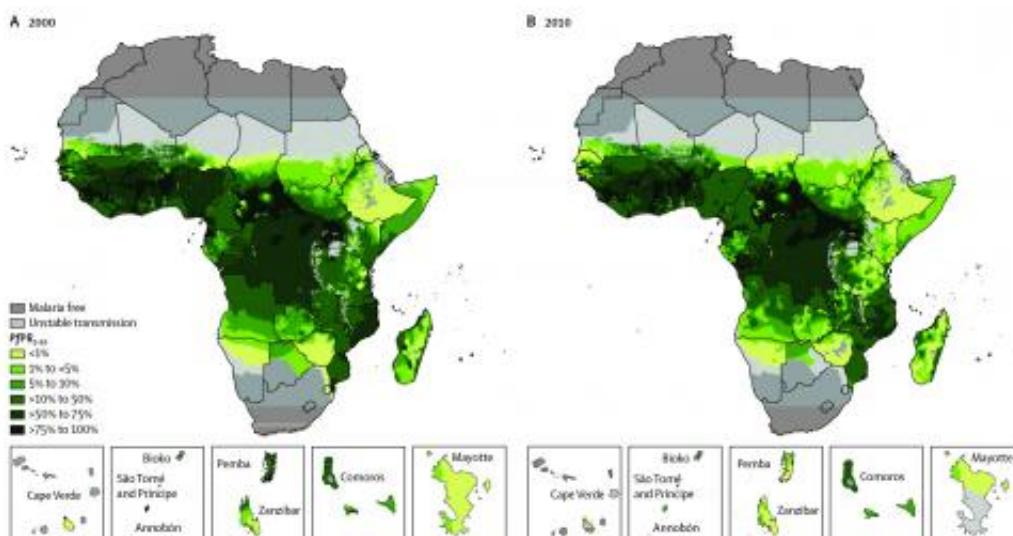 A 2000
B 2010
Malaria free
Unstable transmission
<1%
1% to <5%
5% to 10%
>10% to 50%
>50% to 75%
>75% to 100%
Cape Verde
Bioko
São Tomé
and Príncipe
Annobón
Pemba
Zanzibar
Comoros
Mayotte
Cape Verde
Bioko
São Tomé
and Príncipe
Annobón
Pemba
Zanzibar
Comoros
Mayotte